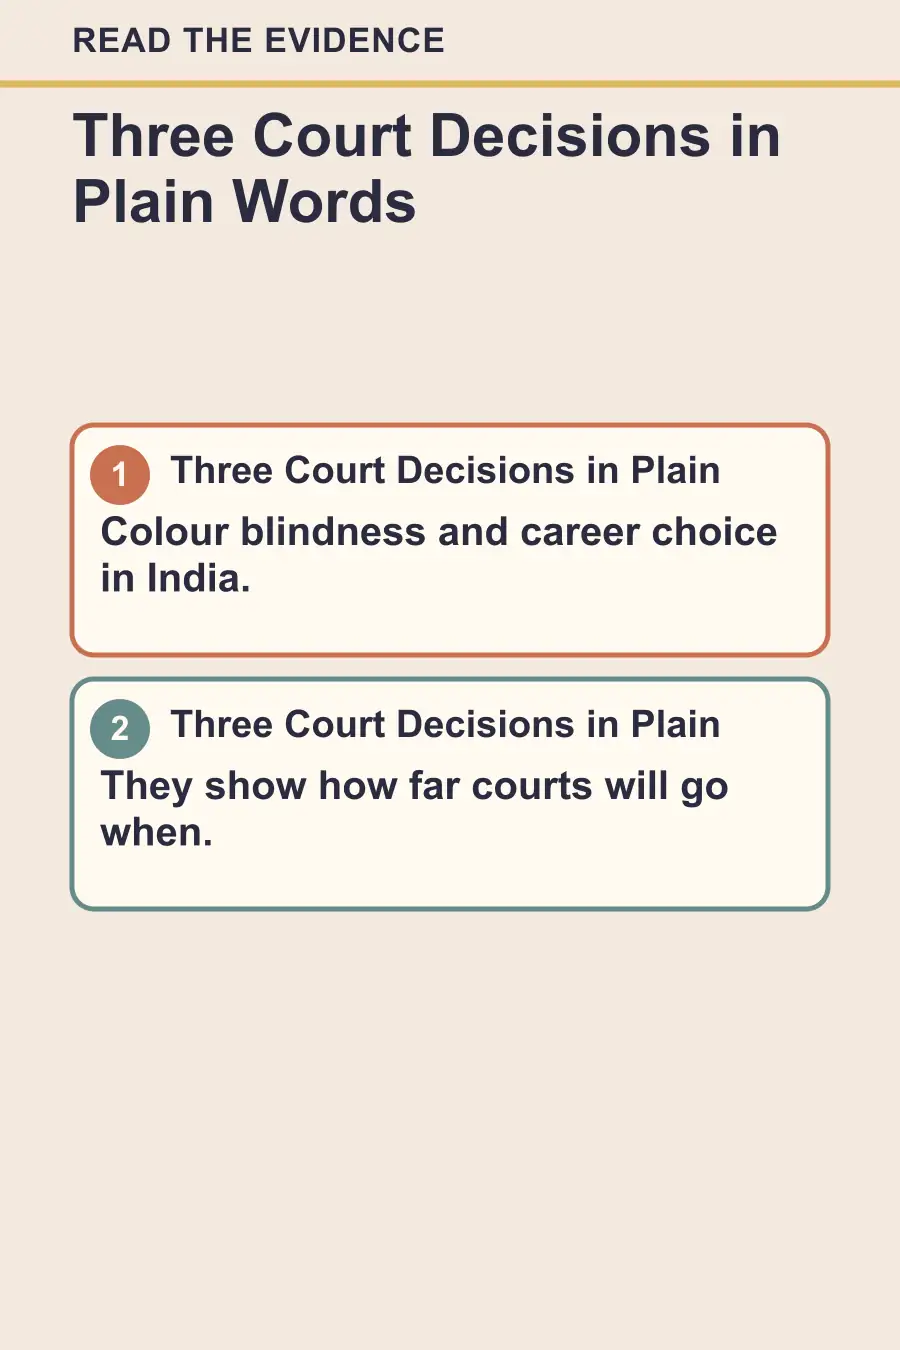 READ THE EVIDENCE
Three Court Decisions in
Plain Words
1 Three Court Decisions in Plain
Colour blindness and career choice
in India.
2 Three Court Decisions in Plain
They show how far courts will go
when.